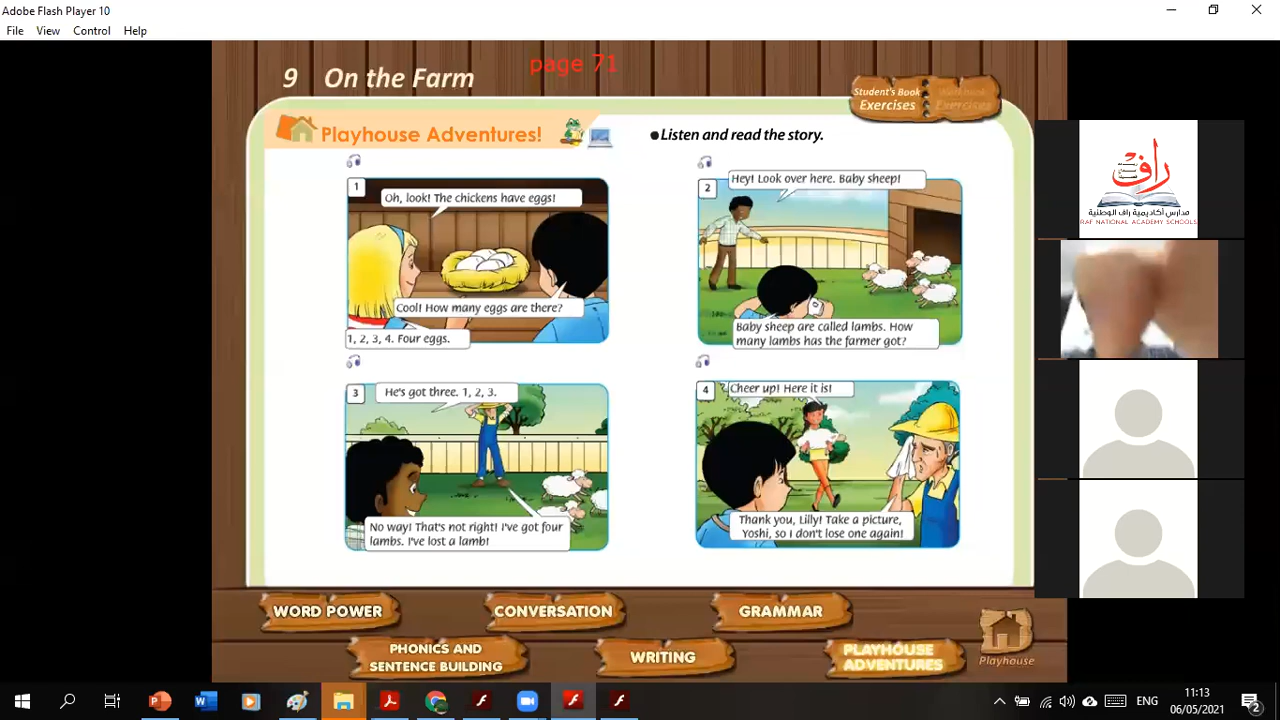 Adobe Flash Player 10
File View Control Help
9 On the Farm
page 71
Student's Book
Exercises
Workbook
Exercises
Playhouse Adventures!
Listen and read the story.
1
Oh, look! The chickens have eggs!
Cool! How many eggs are there?
1, 2, 3, 4. Four eggs.
2
Hey! Look over here. Baby sheep!
Baby sheep are called lambs. How
many lambs has the farmer got?
3
He's got three. 1, 2, 3.
No way! That's not right! I've got four
lambs. I've lost a lamb!
4
Cheer up! Here it is!
Thank you, Lilly! Take a picture,
Yoshi, so I don't lose one again!
راف
مدارس أكاديمية راف الوطنية
RAF NATIONAL ACADEMY SCHOOLS
WORD POWER
CONVERSATION
GRAMMAR
PHONICS AND
SENTENCE BUILDING
WRITING
PLAYHOUSE
ADVENTURES
Playhouse
ENG
11:13
06/05/2021
2